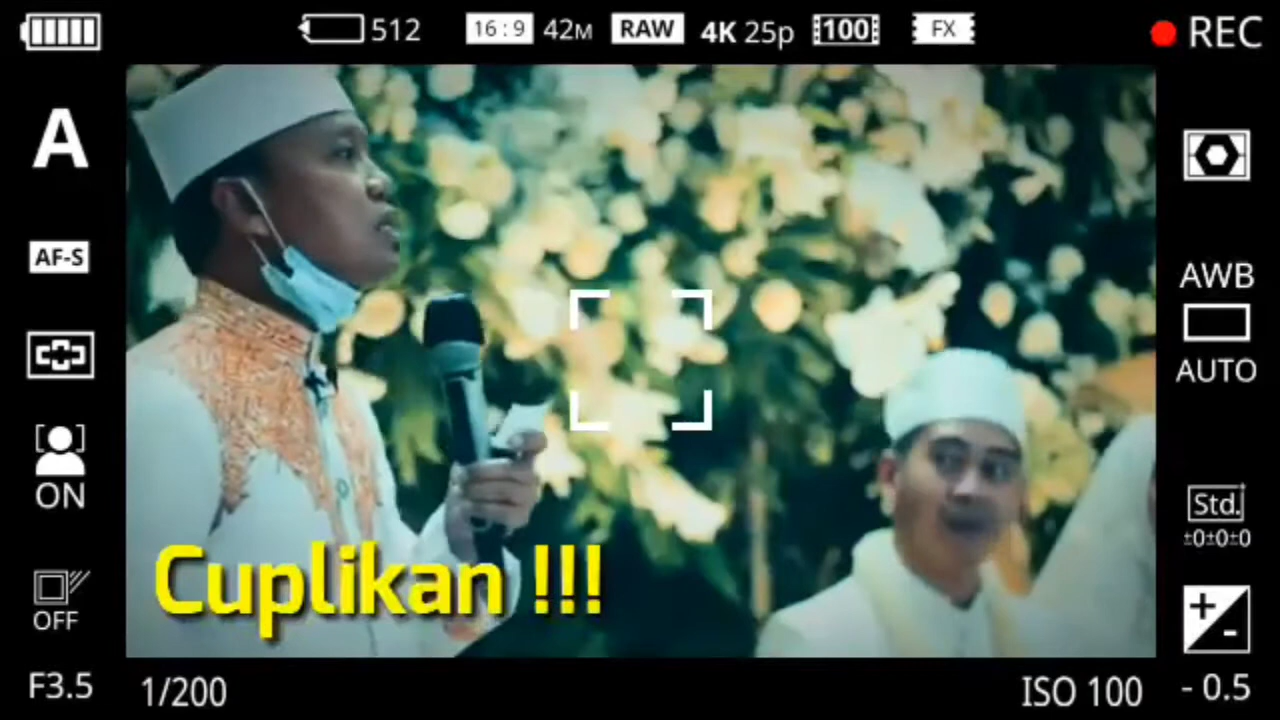 512 16:9 42M RAW 4K 25p 100 FX REC
A
AF-S
AWB
AUTO
ON
Std.
±0±0±0
Cuplikan !!!
OFF
F3.5 1/200 ISO 100 - 0.5